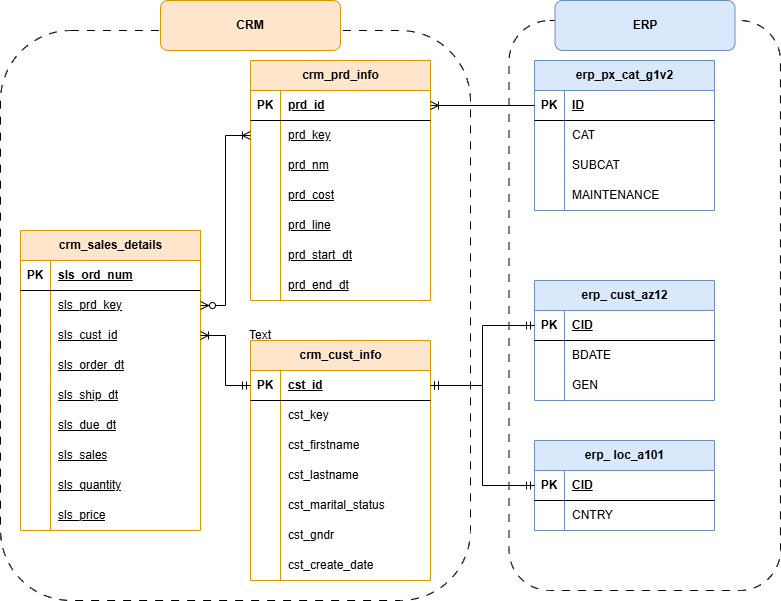 CRM
ERP
crm_prd_info
PK prd_id
prd_key
prd_nm
prd_cost
prd_line
prd_start_dt
prd_end_dt
erp_px_cat_g1v2
PK ID
CAT
SUBCAT
MAINTENANCE
crm_sales_details
PK sls_ord_num
sls_prd_key
sls_cust_id
sls_order_dt
sls_ship_dt
sls_due_dt
sls_sales
sls_quantity
sls_price
Text
crm_cust_info
PK cst_id
cst_key
cst_firstname
cst_lastname
cst_marital_status
cst_gndr
cst_create_date
erp_ cust_az12
PK CID
BDATE
GEN
erp_ loc_a101
PK CID
CNTRY